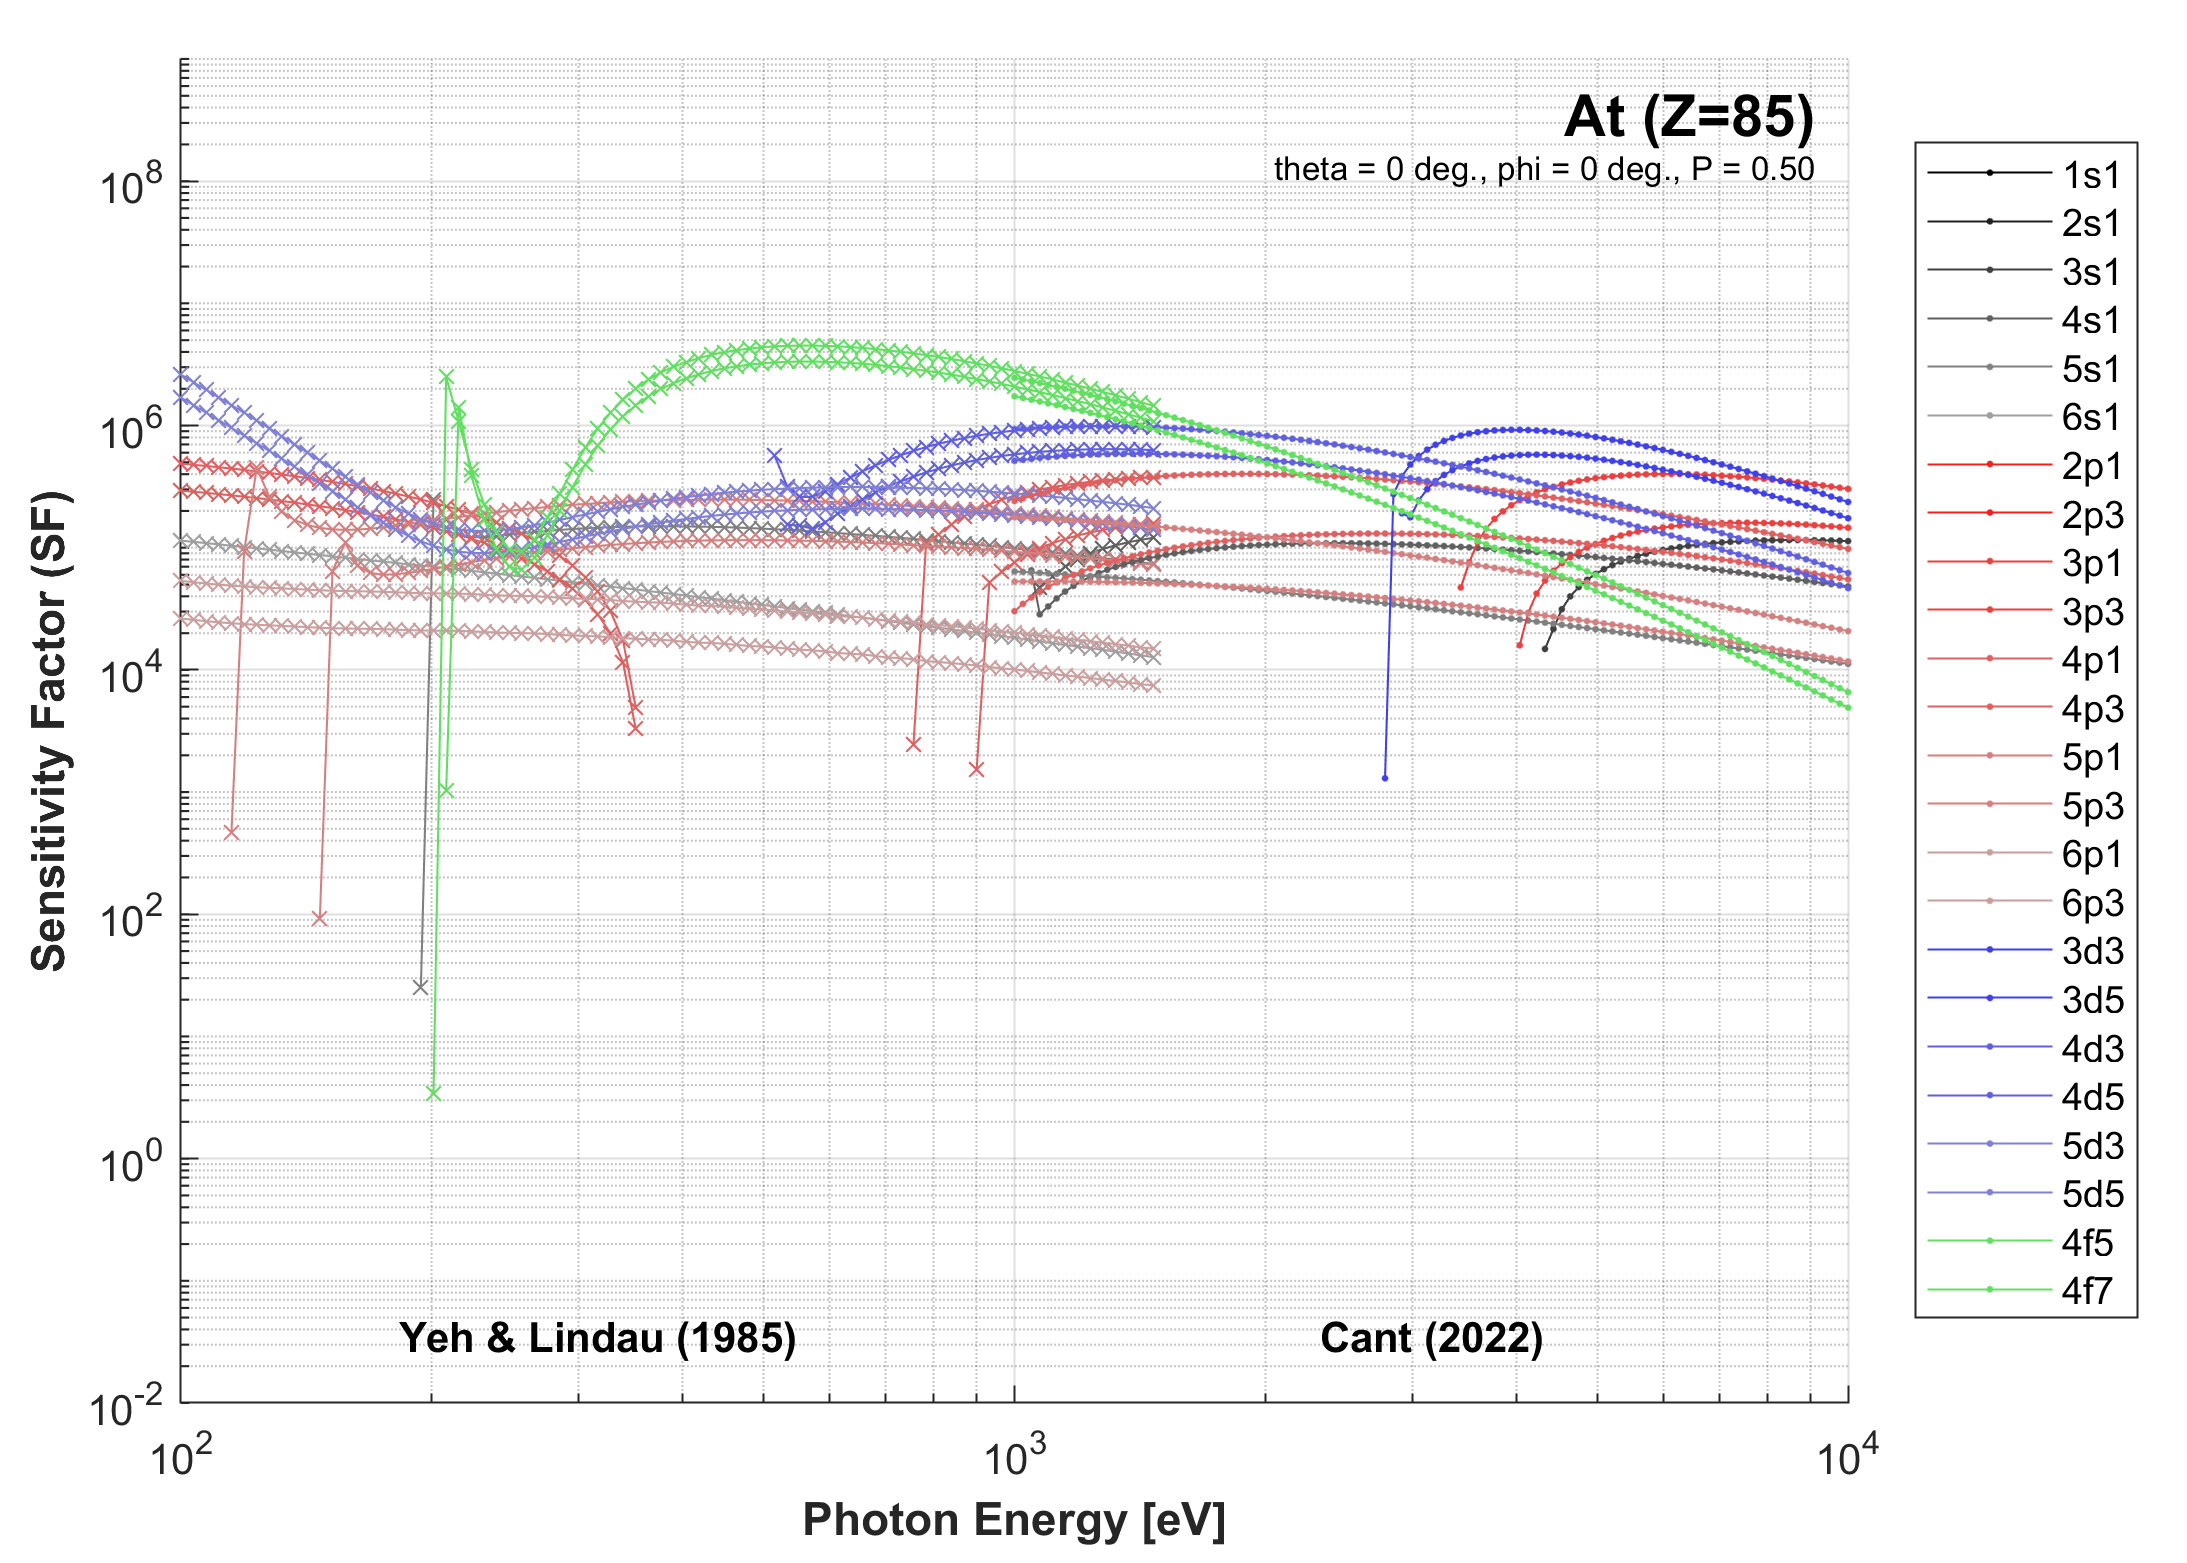 At (Z=85)
theta = 0 deg., phi = 0 deg., P = 0.50
10^8
10^6
10^4
10^2
10^0
10^-2
Sensitivity Factor (SF)
Yeh & Lindau (1985)
Cant (2022)
10^2
10^3
10^4
Photon Energy [eV]
1s1
2s1
3s1
4s1
5s1
6s1
2p1
2p3
3p1
3p3
4p1
4p3
5p1
5p3
6p1
6p3
3d3
3d5
4d3
4d5
5d3
5d5
4f5
4f7